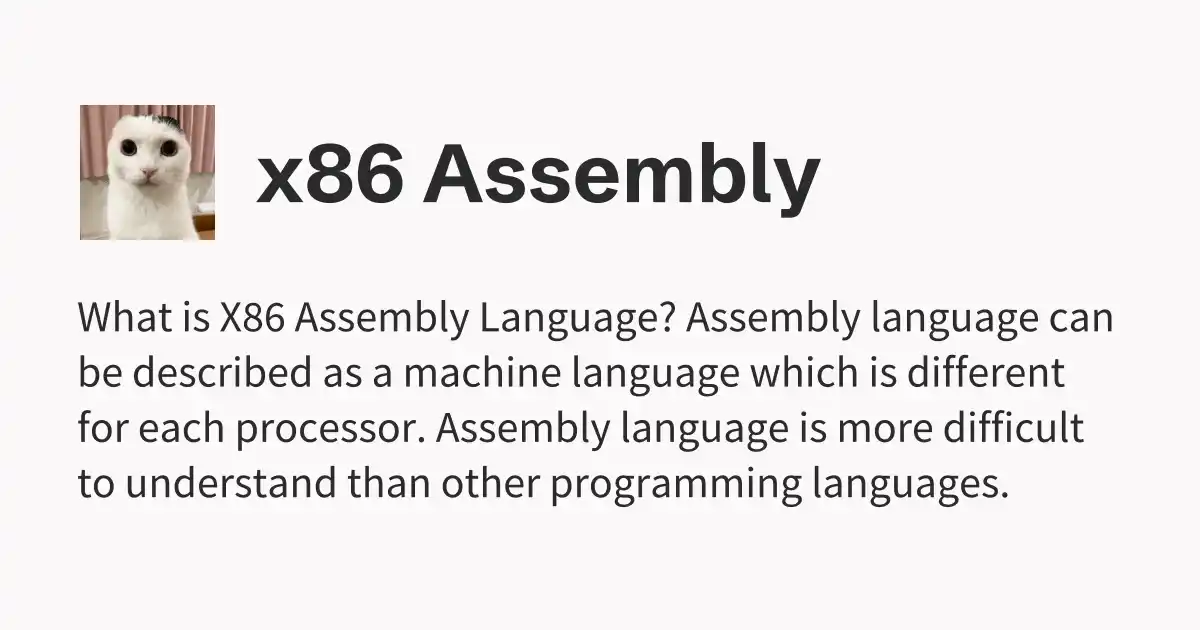 x86 Assembly
What is X86 Assembly Language? Assembly language can
be described as a machine language which is different
for each processor. Assembly language is more difficult
to understand than other programming languages.